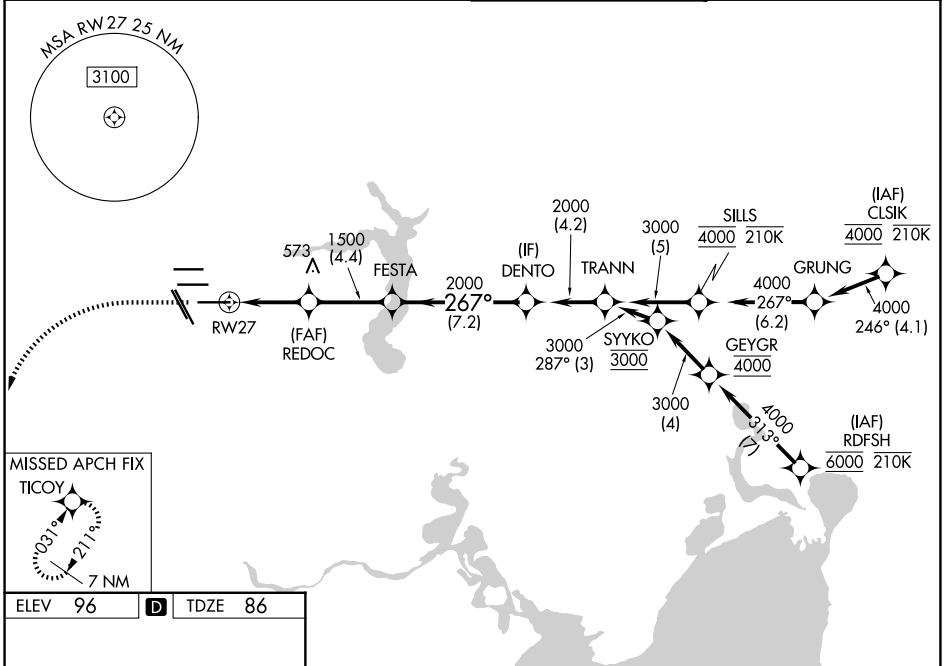 MSA RW27 25 NM
3100
(IAF)
CLSIK
4000 210K
SILLS
4000 210K
2000
(4.2)
3000
(5)
573
1500
(4.4)
FESTA
(IF)
DENTO
TRANN
GRUNG
2000
267°
(7.2)
4000
267°
(6.2)
4000
246° (4.1)
RW27
(FAF)
REDOC
3000
287° (3)
SYYKO
3000
GEYGR
4000
3000
(4)
4000
313°
(7)
(IAF)
RDFSH
6000 210K
MISSED APCH FIX
TICOY
031°
211°
7 NM
ELEV 96
D
TDZE 86